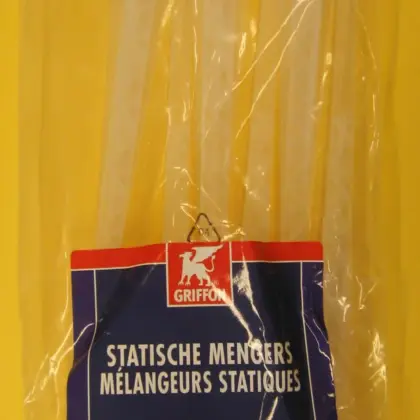 GRIFFON
STATISCHE MENGERS
MÉLANGEURS STATIQUES